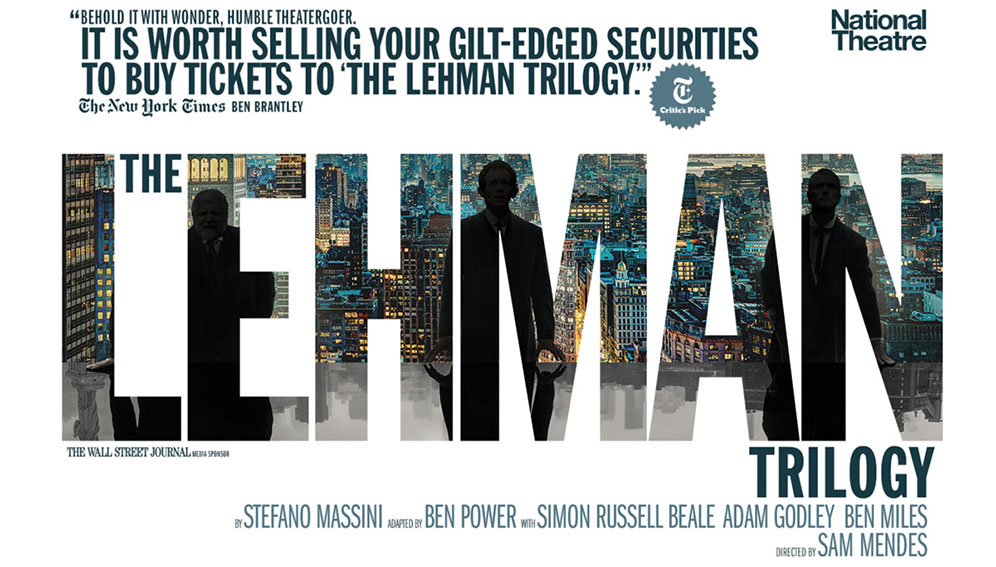 “BEHOLD IT WITH WONDER, HUMBLE THEATERGOER.
IT IS WORTH SELLING YOUR GILT-EDGED SECURITIES
TO BUY TICKETS TO ‘THE LEHMAN TRILOGY.’”
The New York Times BEN BRANTLEY
T
Critic's Pick
National
Theatre
THE
LEHMAN
TRILOGY
THE WALL STREET JOURNAL MEDIA SPONSOR
BY STEFANO MASSINI ADAPTED BY BEN POWER WITH SIMON RUSSELL BEALE ADAM GODLEY BEN MILES
DIRECTED BY SAM MENDES